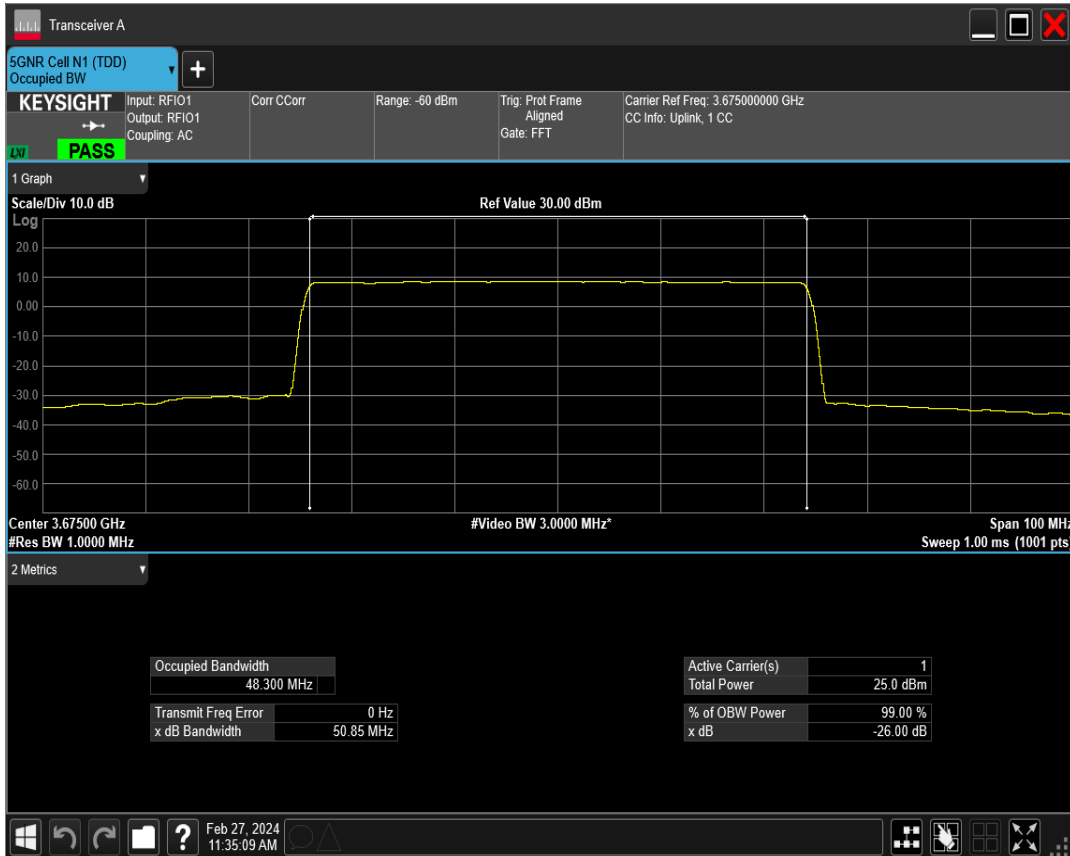 Transceiver A
5GNR Cell N1 (TDD)
Occupied BW
+
KEYSIGHT
LXI
PASS
Input: RFIO1
Output: RFIO1
Coupling: AC
Corr CCorr
Range: -60 dBm
Trig: Prot Frame
Aligned
Gate: FFT
Carrier Ref Freq: 3.675000000 GHz
CC Info: Uplink, 1 CC
1 Graph
Scale/Div 10.0 dB
Ref Value 30.00 dBm
Log
20.0
10.0
0.00
-10.0
-20.0
-30.0
-40.0
-50.0
-60.0
Center 3.67500 GHz
#Video BW 3.0000 MHz*
Span 100 MHz
#Res BW 1.0000 MHz
Sweep 1.00 ms (1001 pts)
2 Metrics
Occupied Bandwidth
48.300 MHz
Transmit Freq Error 0 Hz
x dB Bandwidth 50.85 MHz
Active Carrier(s) 1
Total Power 25.0 dBm
% of OBW Power 99.00 %
x dB -26.00 dB
?
Feb 27, 2024
11:35:09 AM